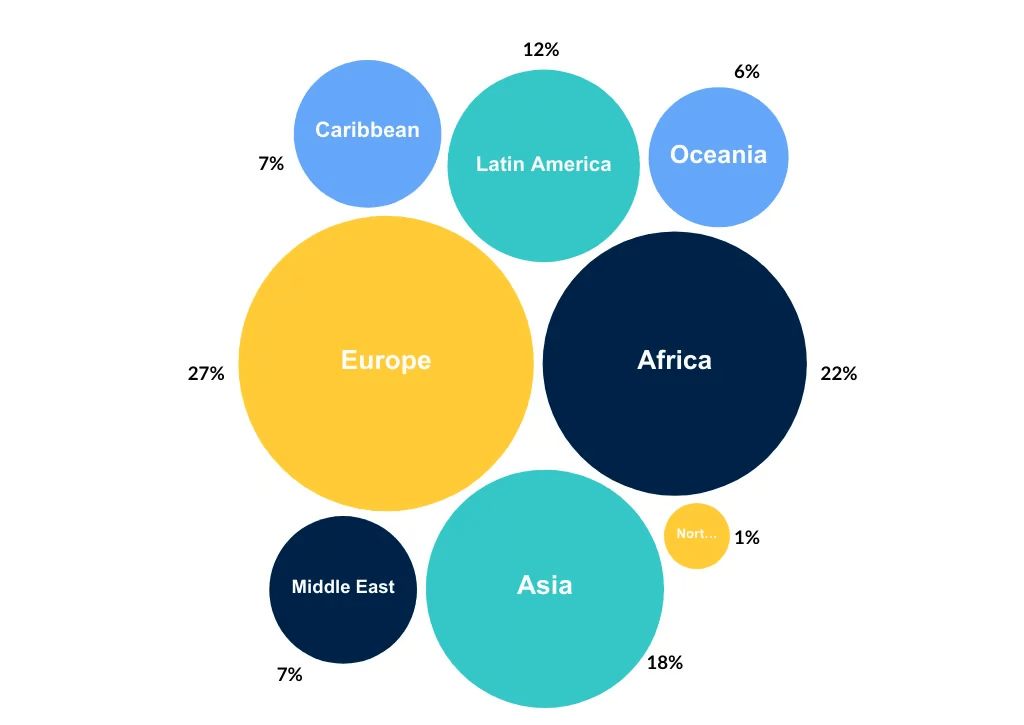 12%
6%
Caribbean
Latin America
Oceania
7%
Europe
Africa
27%
22%
Nort...
1%
Middle East
Asia
18%
7%